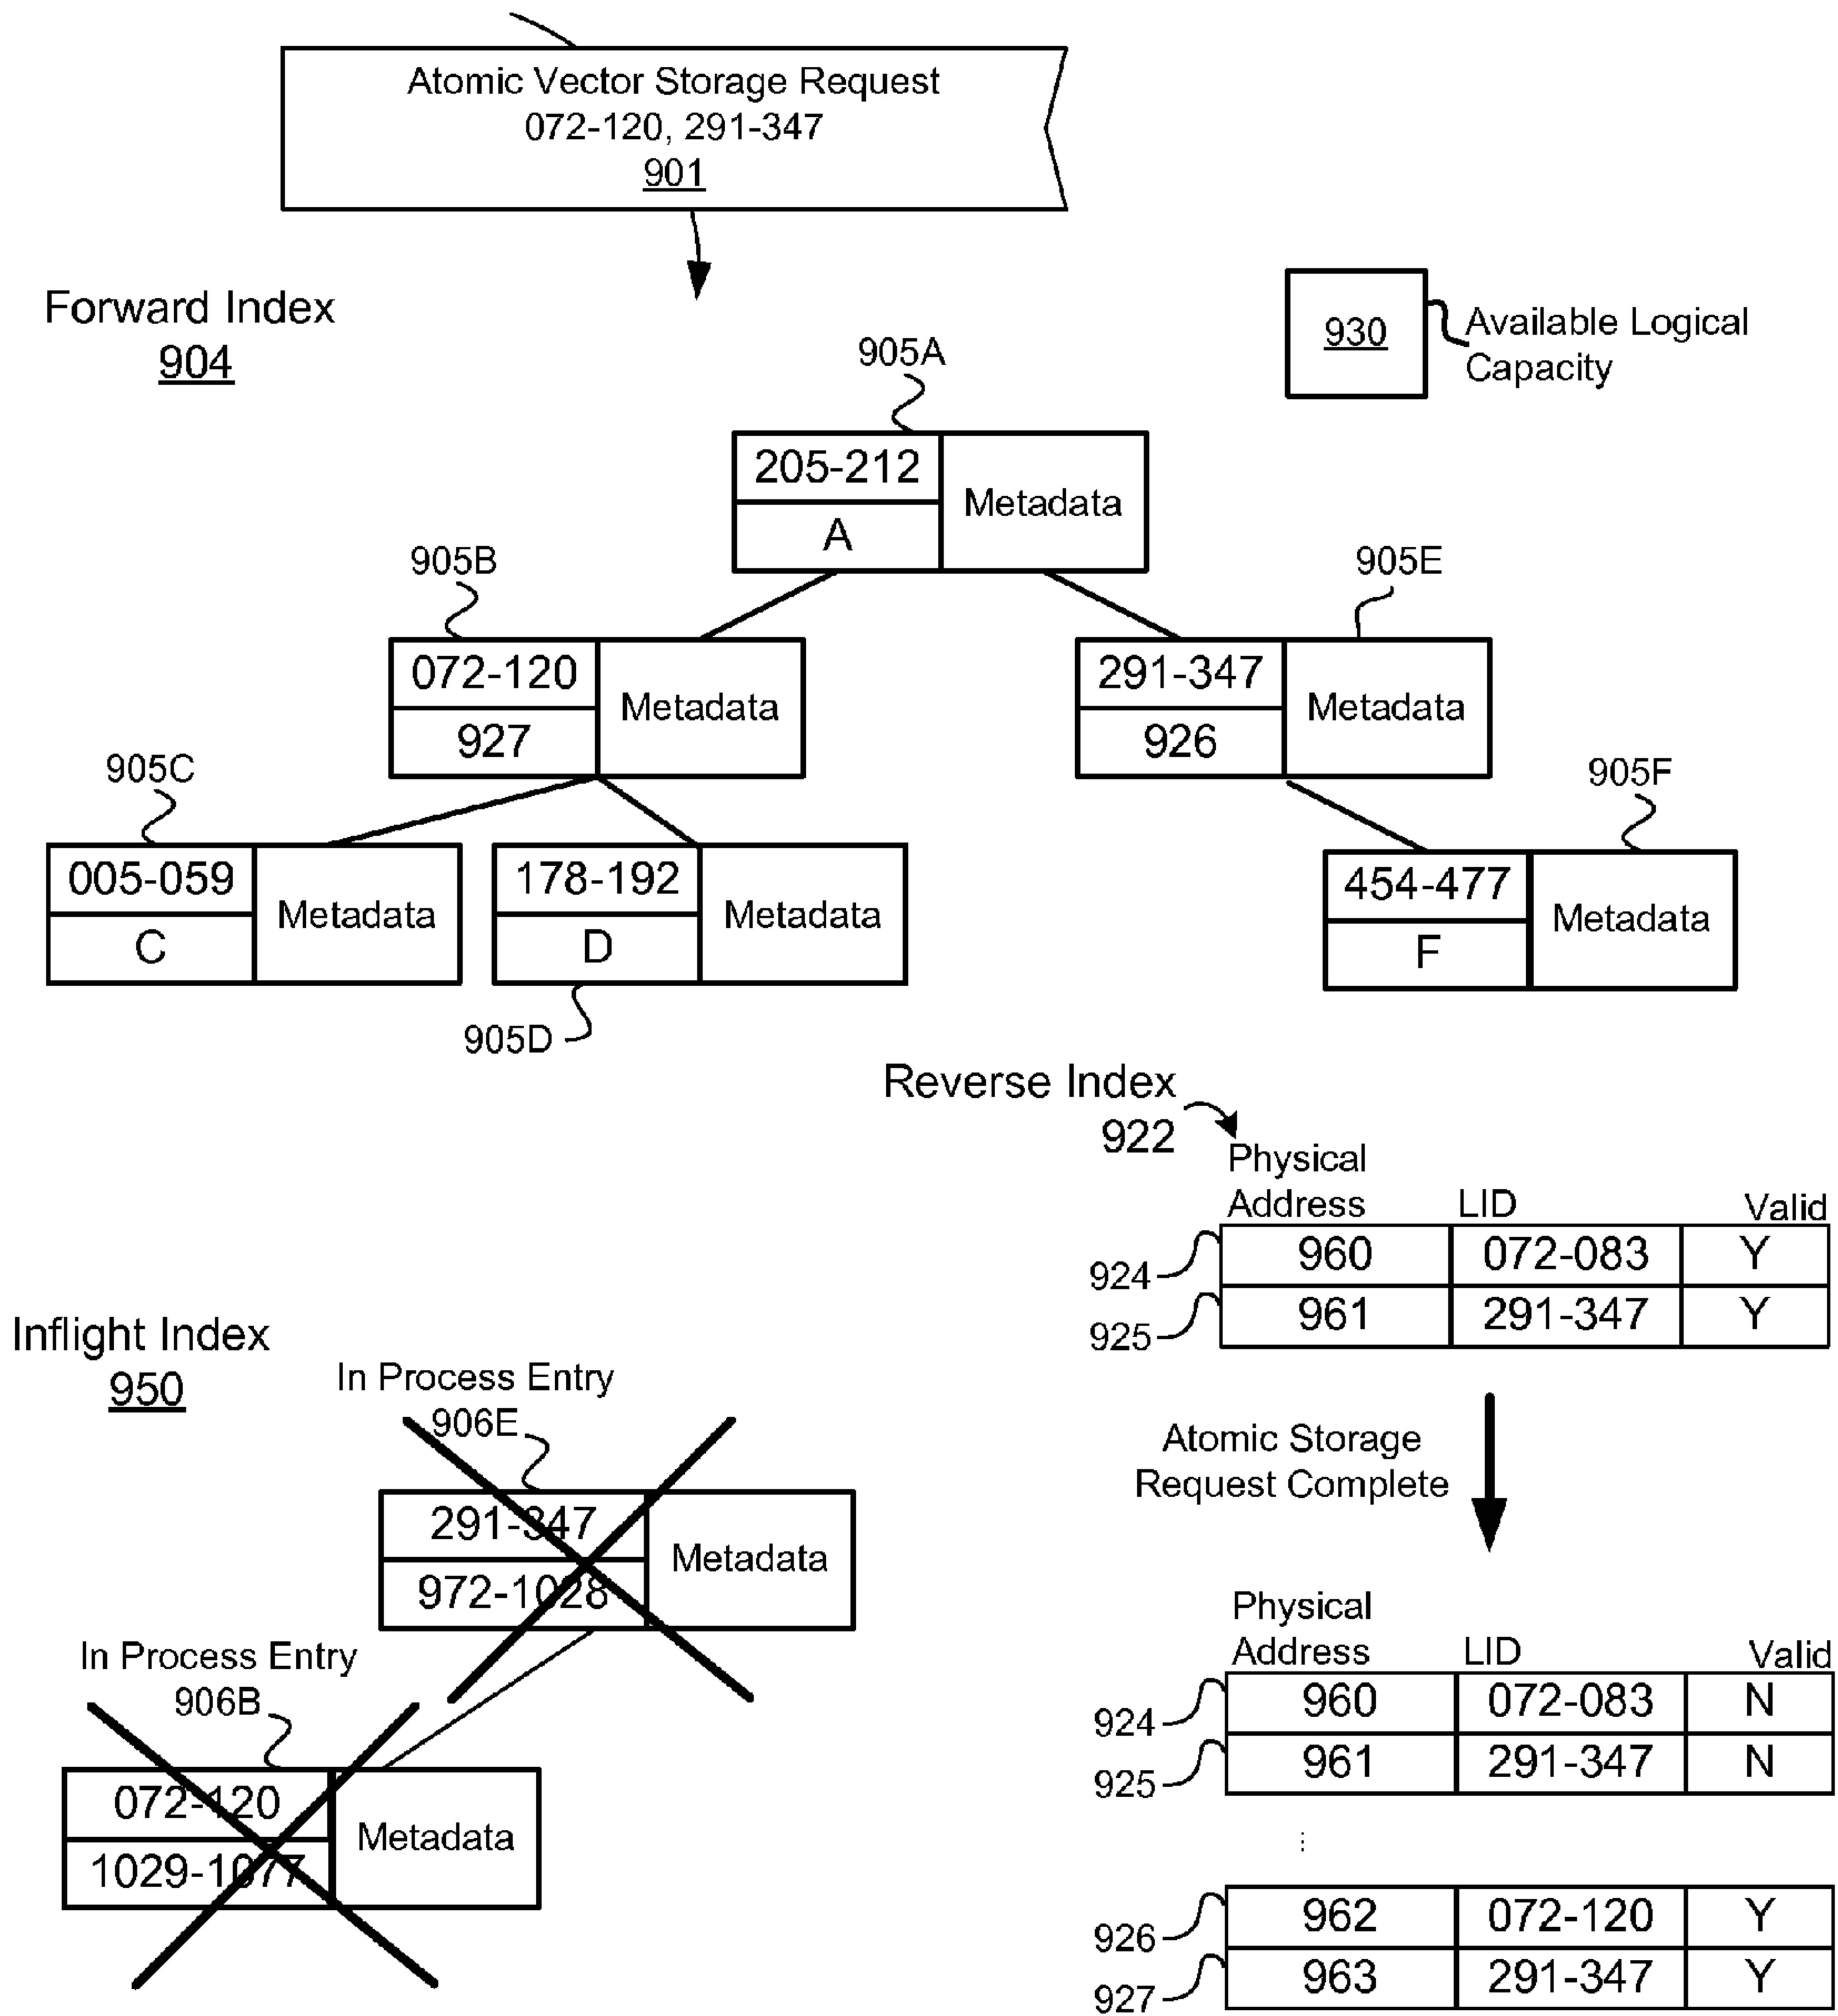 Atomic Vector Storage Request
072-120, 291-347
901
Forward Index
904
930
Available Logical
Capacity
905A
205-212
A
Metadata
905B
072-120
927
Metadata
905E
291-347
926
Metadata
905C
005-059
C
Metadata
178-192
D
Metadata
905D
905F
454-477
F
Metadata
Reverse Index
922
Physical
Address LID Valid
924 960 072-083 Y
925 961 291-347 Y
Atomic Storage
Request Complete
Physical
Address LID Valid
924 960 072-083 N
925 961 291-347 N
⋮
926 962 072-120 Y
927 963 291-347 Y
Inflight Index
950
In Process Entry
906E
291-347
972-1028
Metadata
In Process Entry
906B
072-120
1029-1077
Metadata